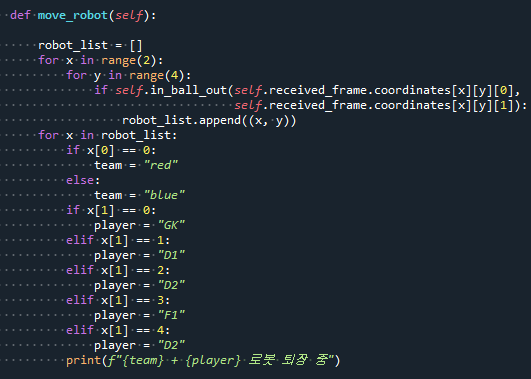 def move_robot(self):
robot_list = []
for x in range(2):
for y in range(4):
if self.in_ball_out(self.received_frame.coordinates[x][y][0],
self.received_frame.coordinates[x][y][1]):
robot_list.append((x, y))
for x in robot_list:
if x[0] == 0:
team = "red"
else:
team = "blue"
if x[1] == 0:
player = "GK"
elif x[1] == 1:
player = "D1"
elif x[1] == 2:
player = "D2"
elif x[1] == 3:
player = "F1"
elif x[1] == 4:
player = "D2"
print(f"{team} + {player} 로봇 퇴장 중")